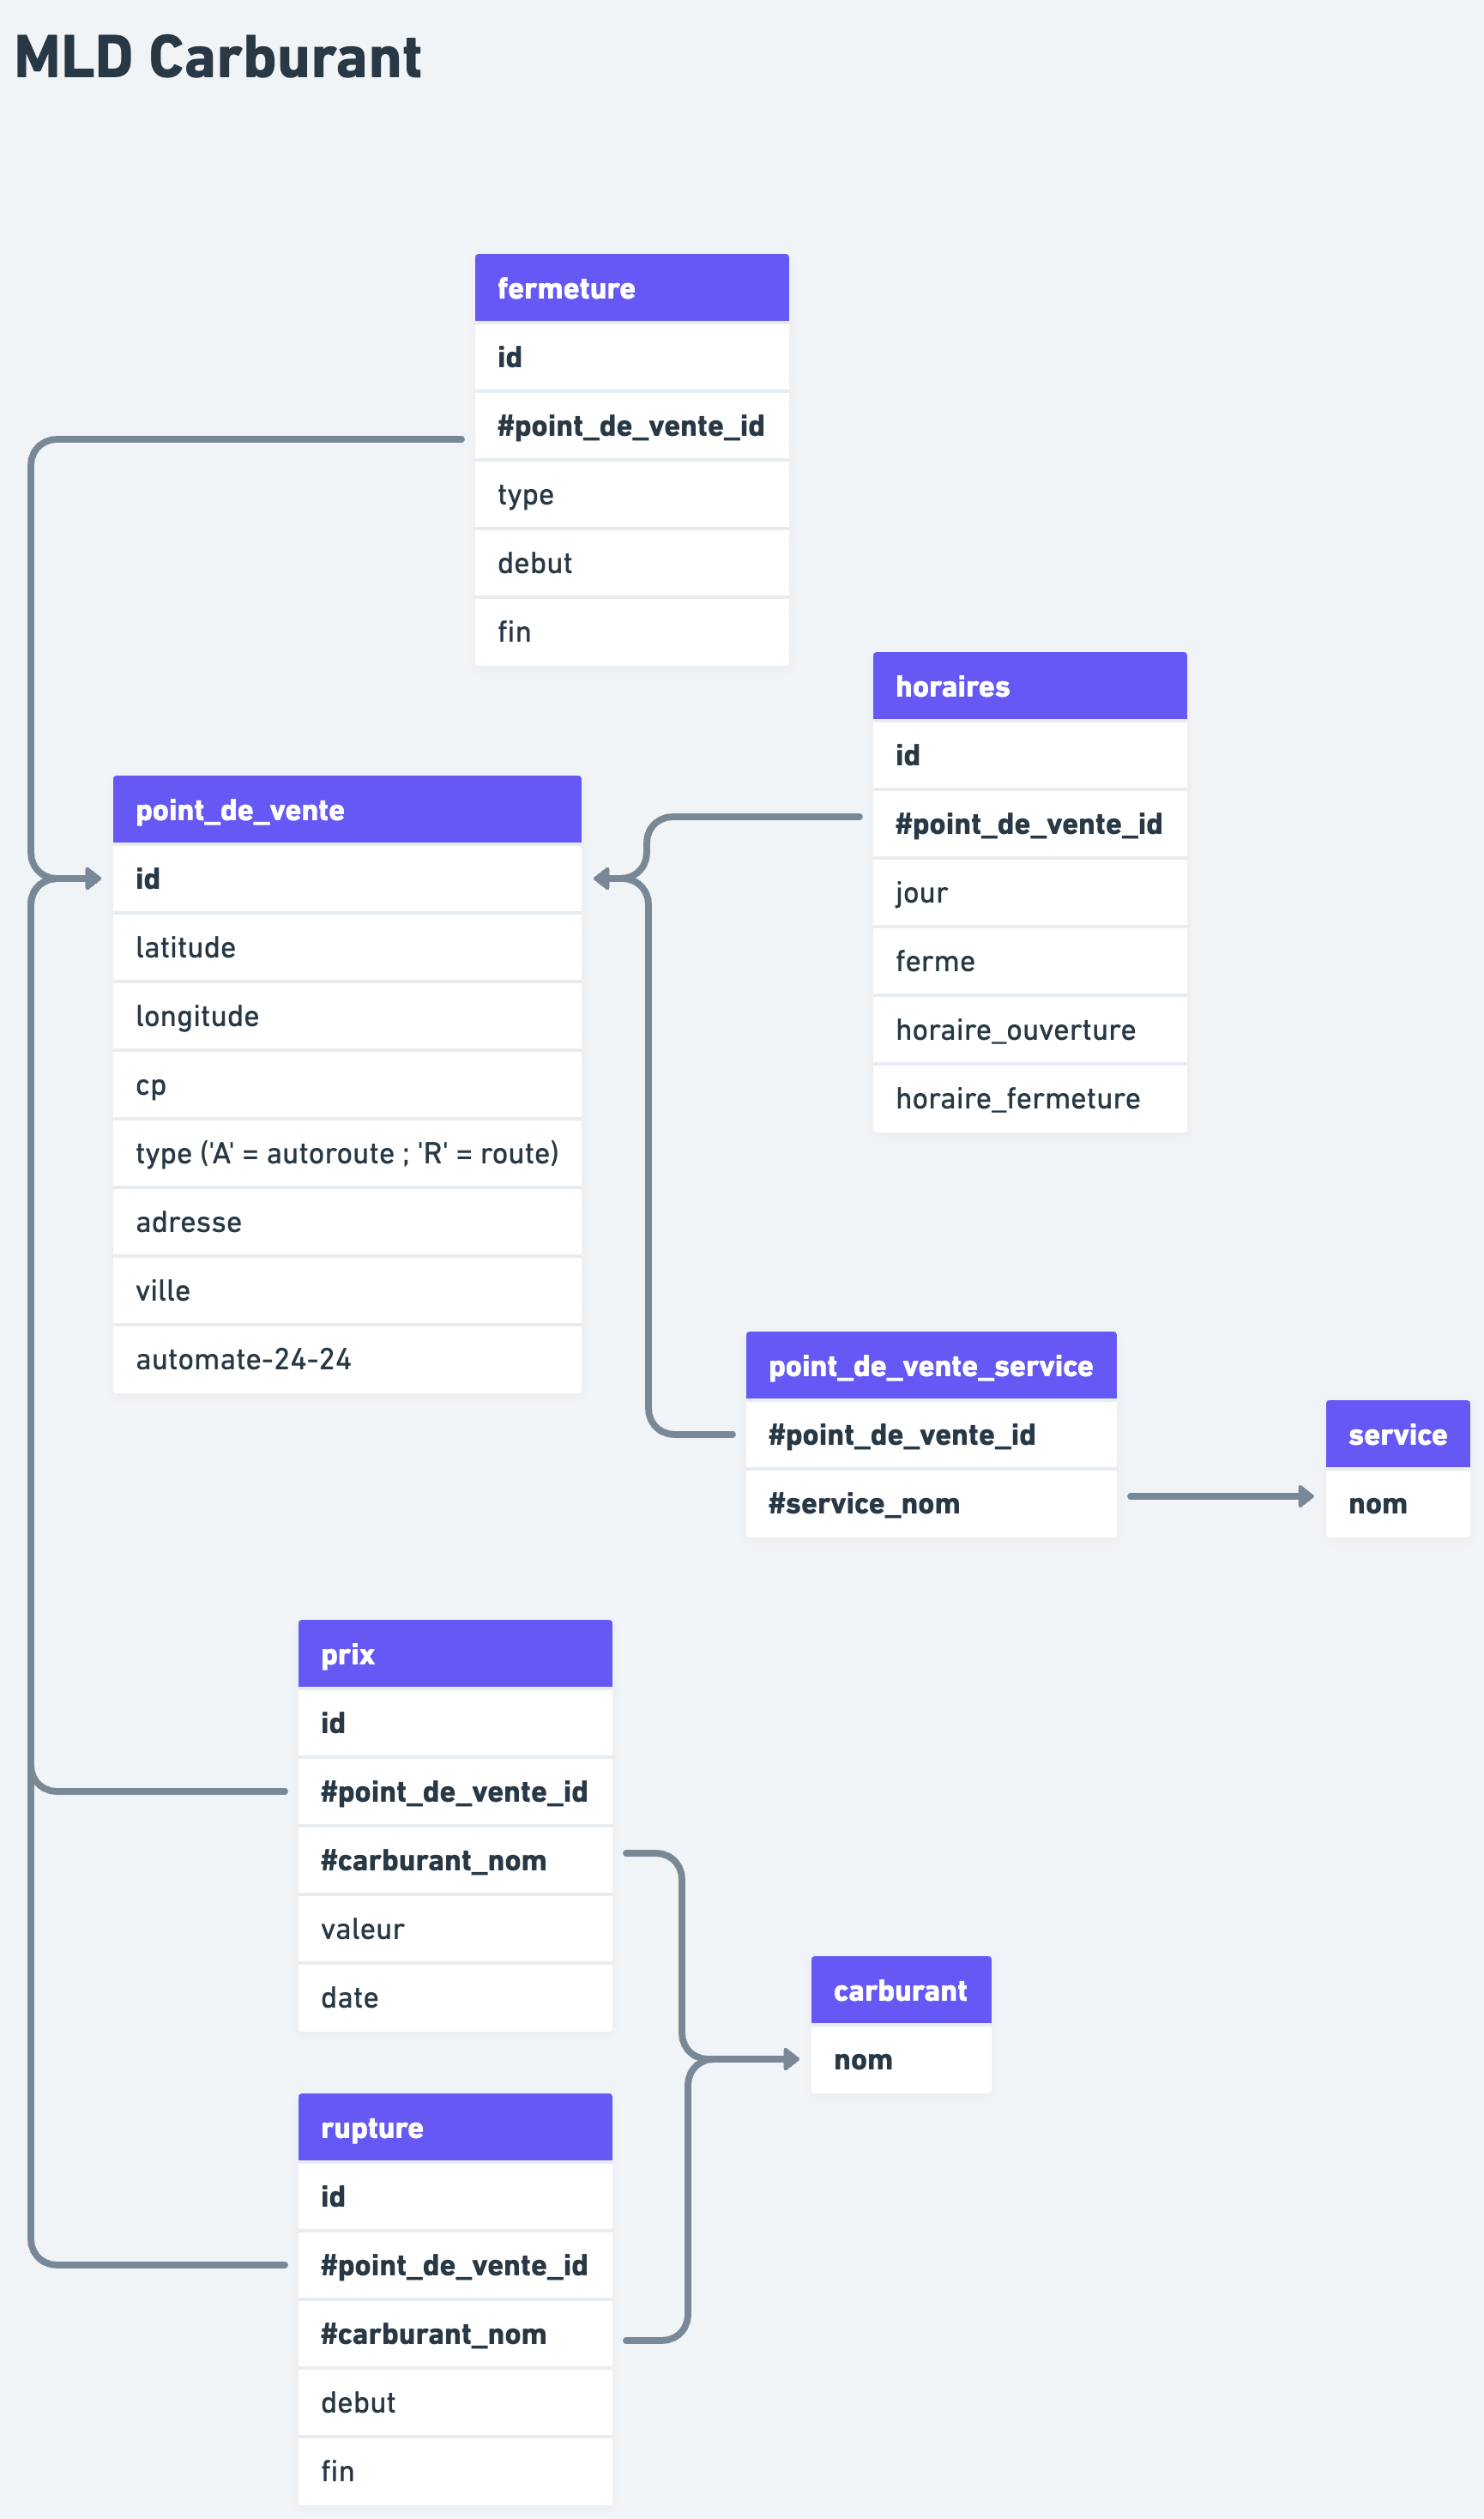 MLD Carburant
fermeture
id
#point_de_vente_id
type
debut
fin
horaires
id
#point_de_vente_id
jour
ferme
horaire_ouverture
horaire_fermeture
point_de_vente
id
latitude
longitude
cp
type ('A' = autoroute ; 'R' = route)
adresse
ville
automate-24-24
point_de_vente_service
#point_de_vente_id
#service_nom
service
nom
prix
id
#point_de_vente_id
#carburant_nom
valeur
date
carburant
nom
rupture
id
#point_de_vente_id
#carburant_nom
debut
fin